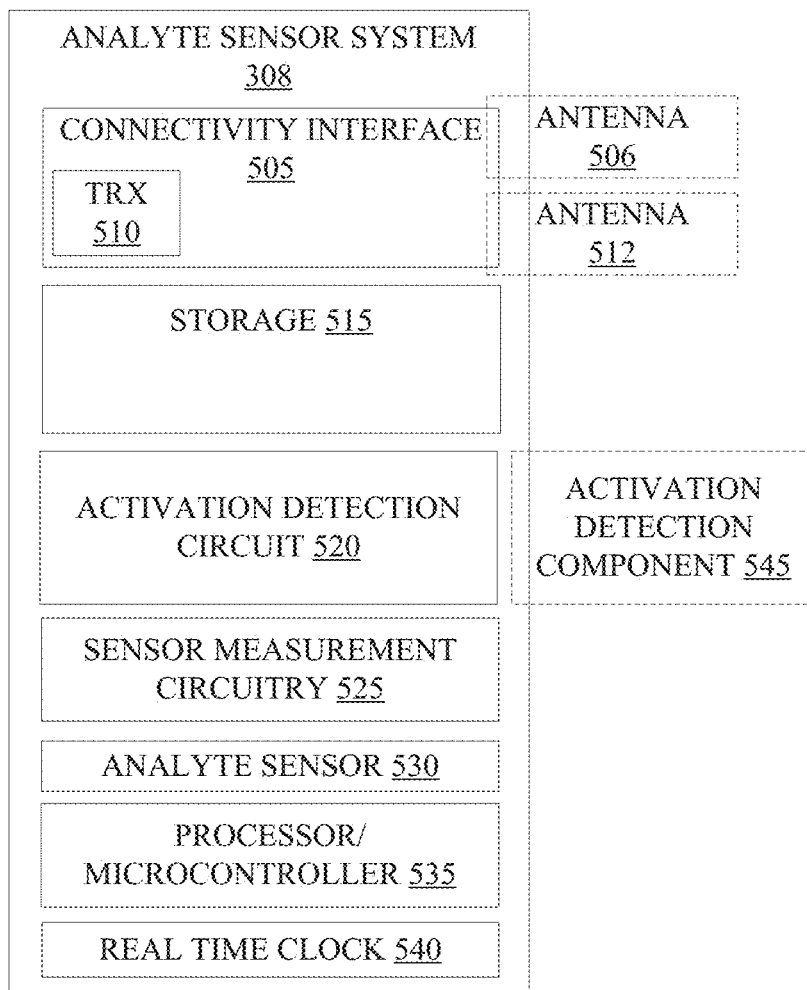 ANALYTE SENSOR SYSTEM
308
CONNECTIVITY INTERFACE
505
TRX
510
ANTENNA
506
ANTENNA
512
STORAGE 515
ACTIVATION DETECTION
CIRCUIT 520
ACTIVATION
DETECTION
COMPONENT 545
SENSOR MEASUREMENT
CIRCUITRY 525
ANALYTE SENSOR 530
PROCESSOR/
MICROCONTROLLER 535
REAL TIME CLOCK 540